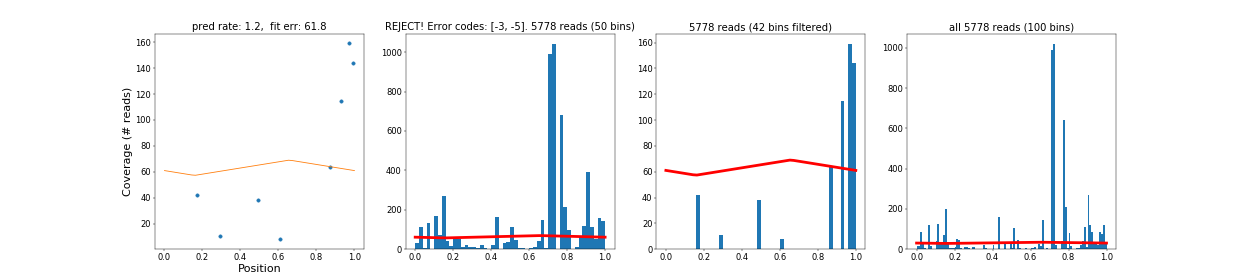 pred rate: 1.2, fit err: 61.8
REJECT! Error codes: [-3, -5]. 5778 reads (50 bins)
5778 reads (42 bins filtered)
all 5778 reads (100 bins)
Coverage (# reads)
160
140
120
100
80
60
40
20
0.0 0.2 0.4 0.6 0.8 1.0
Position
1000
800
600
400
200
0
0.0 0.2 0.4 0.6 0.8 1.0
160
140
120
100
80
60
40
20
0
0.0 0.2 0.4 0.6 0.8 1.0
1000
800
600
400
200
0
0.0 0.2 0.4 0.6 0.8 1.0